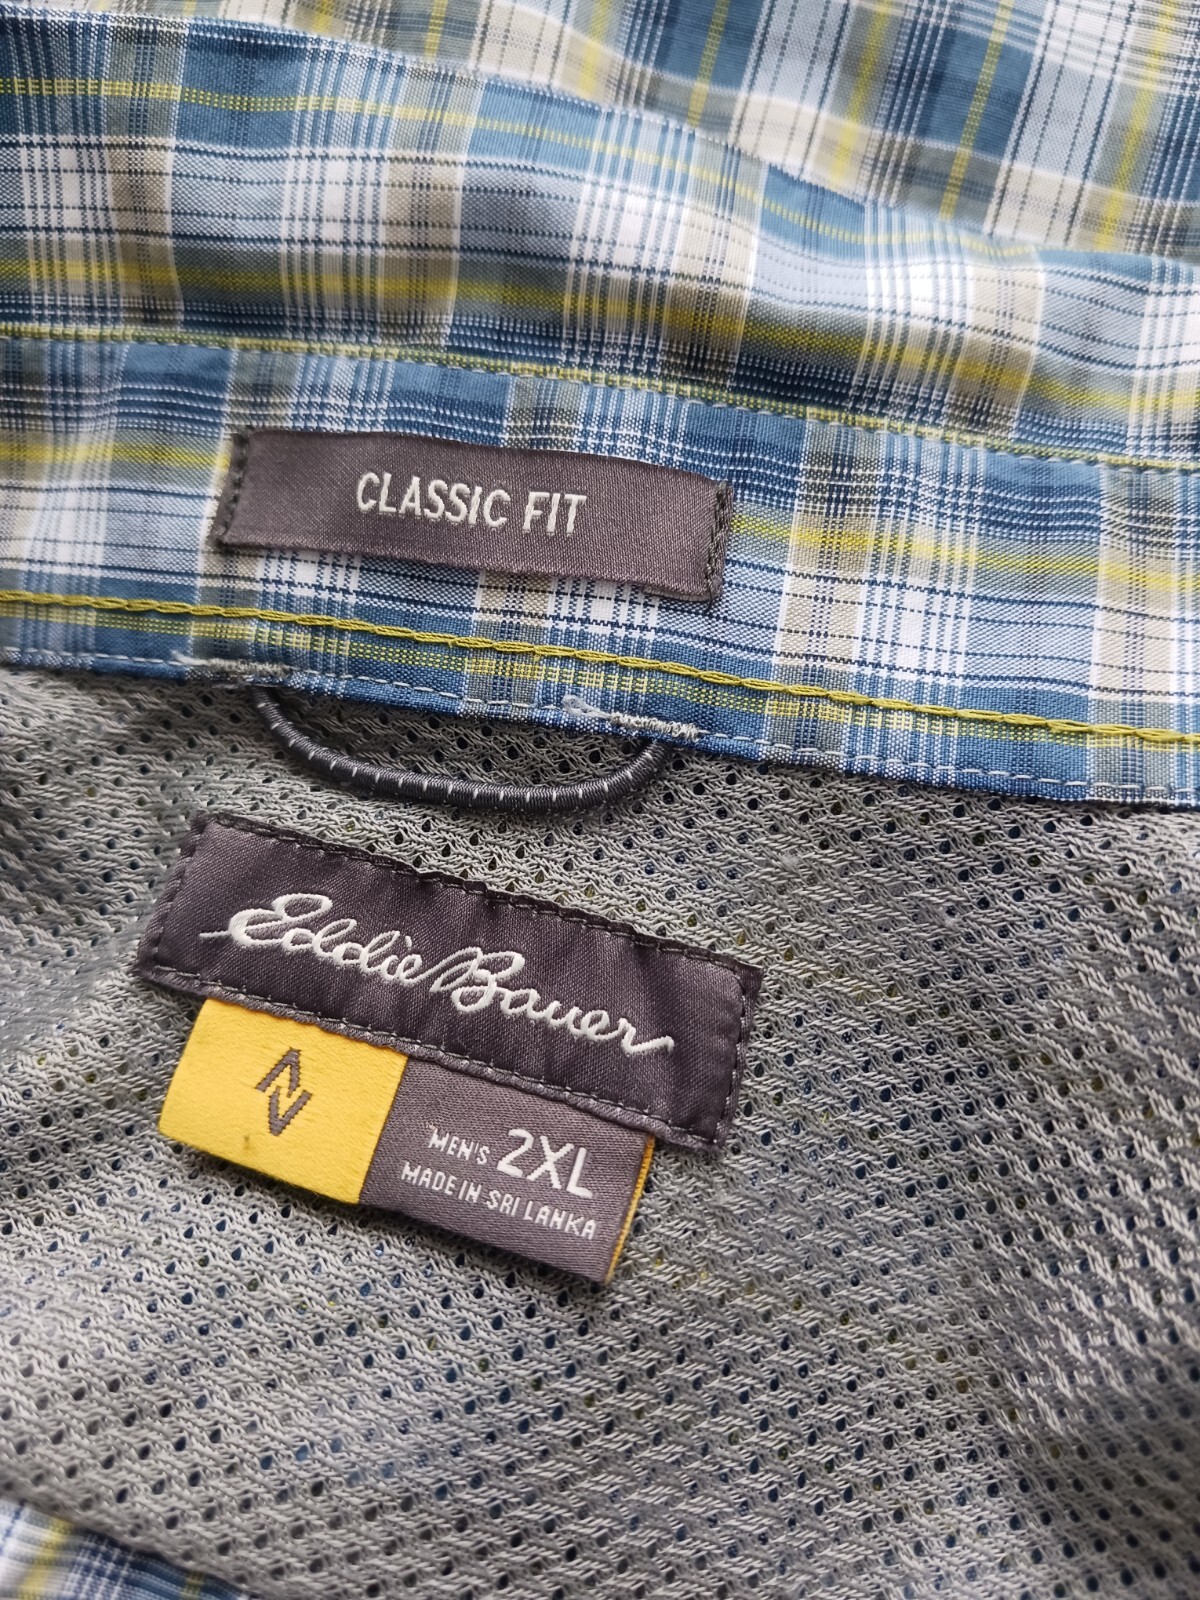 CLASSIC FIT
Eddie Bauer
MEN'S 2XL
MADE IN SRI LANKA